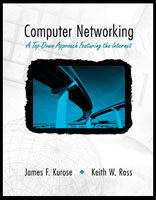 Computer Networking
A Top-Down Approach Featuring the Internet
James F. Kurose ✦ Keith W. Ross